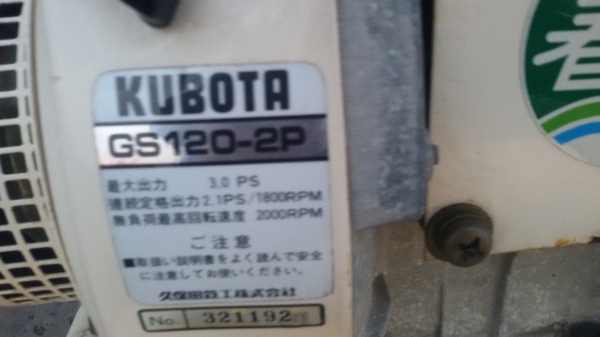 KUBOTA
GS120-2P
最大出力 3.0 PS
連続定格出力 2.1PS/1800RPM
無負荷最高回転速度 2000RPM
ご注意
■取扱い説明書をよく読んで安全
に注意してお使いください。
久保田鉄工株式会社
No. 321192
春